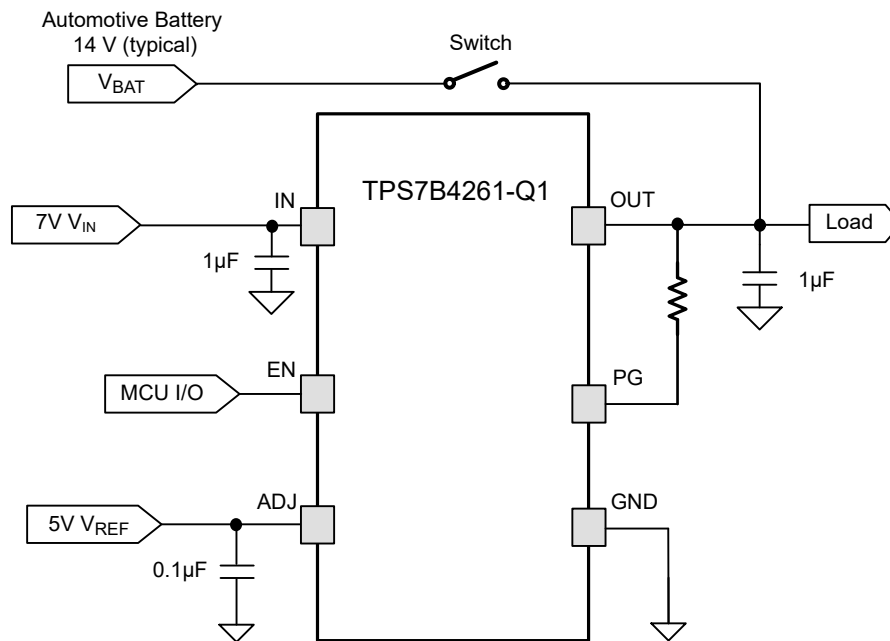 Automotive Battery
14 V (typical)
Switch
VBAT
TPS7B4261-Q1
IN
OUT
7V VIN
Load
1µF
1µF
EN
PG
MCU I/O
ADJ
GND
5V VREF
0.1µF